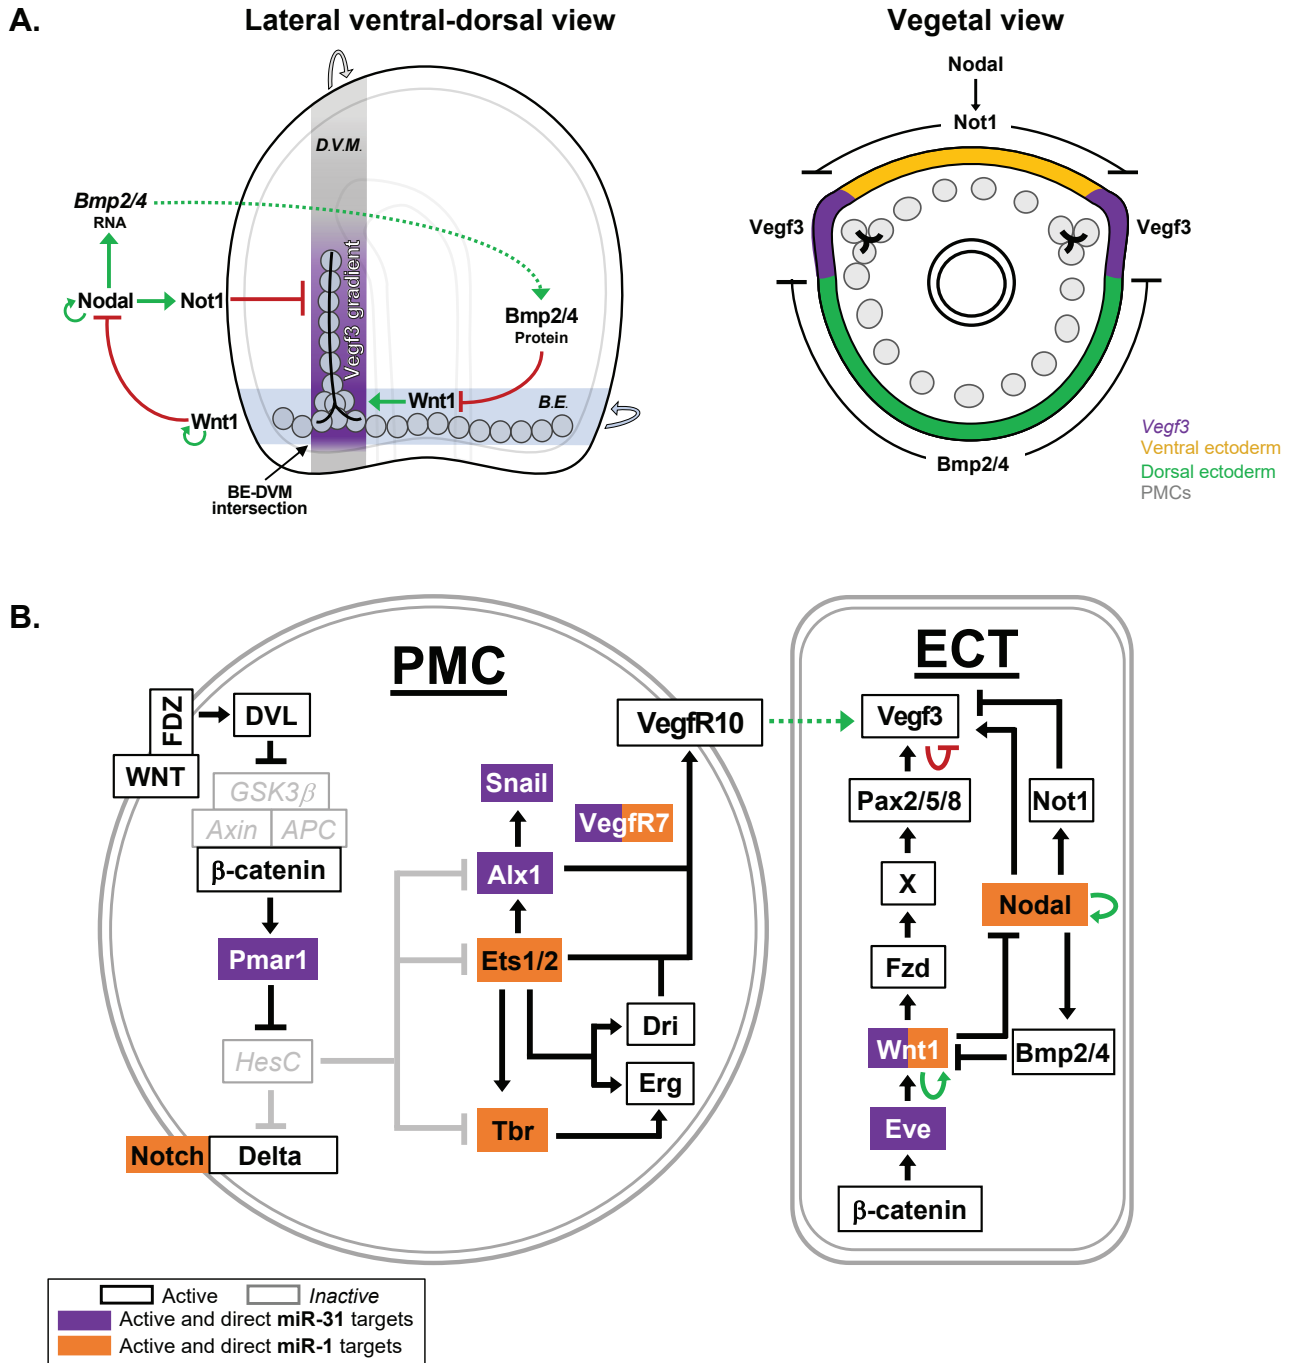 A.
Lateral ventral-dorsal view
Vegetal view
D.V.M.
Bmp2/4
RNA
Nodal
Not1
Vegf3 gradient
Bmp2/4
Protein
Wnt1
Wnt1
B.E.
BE-DVM
intersection
Nodal
Not1
Vegf3
Vegf3
Bmp2/4
Vegf3
Ventral ectoderm
Dorsal ectoderm
PMCs
B.
PMC
ECT
FDZ
DVL
WNT
GSK3β
Axin
APC
β-catenin
Pmar1
HesC
Notch
Delta
Snail
VegfR7
Alx1
Ets1/2
Tbr
Dri
Erg
VegfR10
Vegf3
Pax2/5/8
Not1
X
Nodal
Fzd
Wnt1
Bmp2/4
Eve
β-catenin
Active
Inactive
Active and direct miR-31 targets
Active and direct miR-1 targets